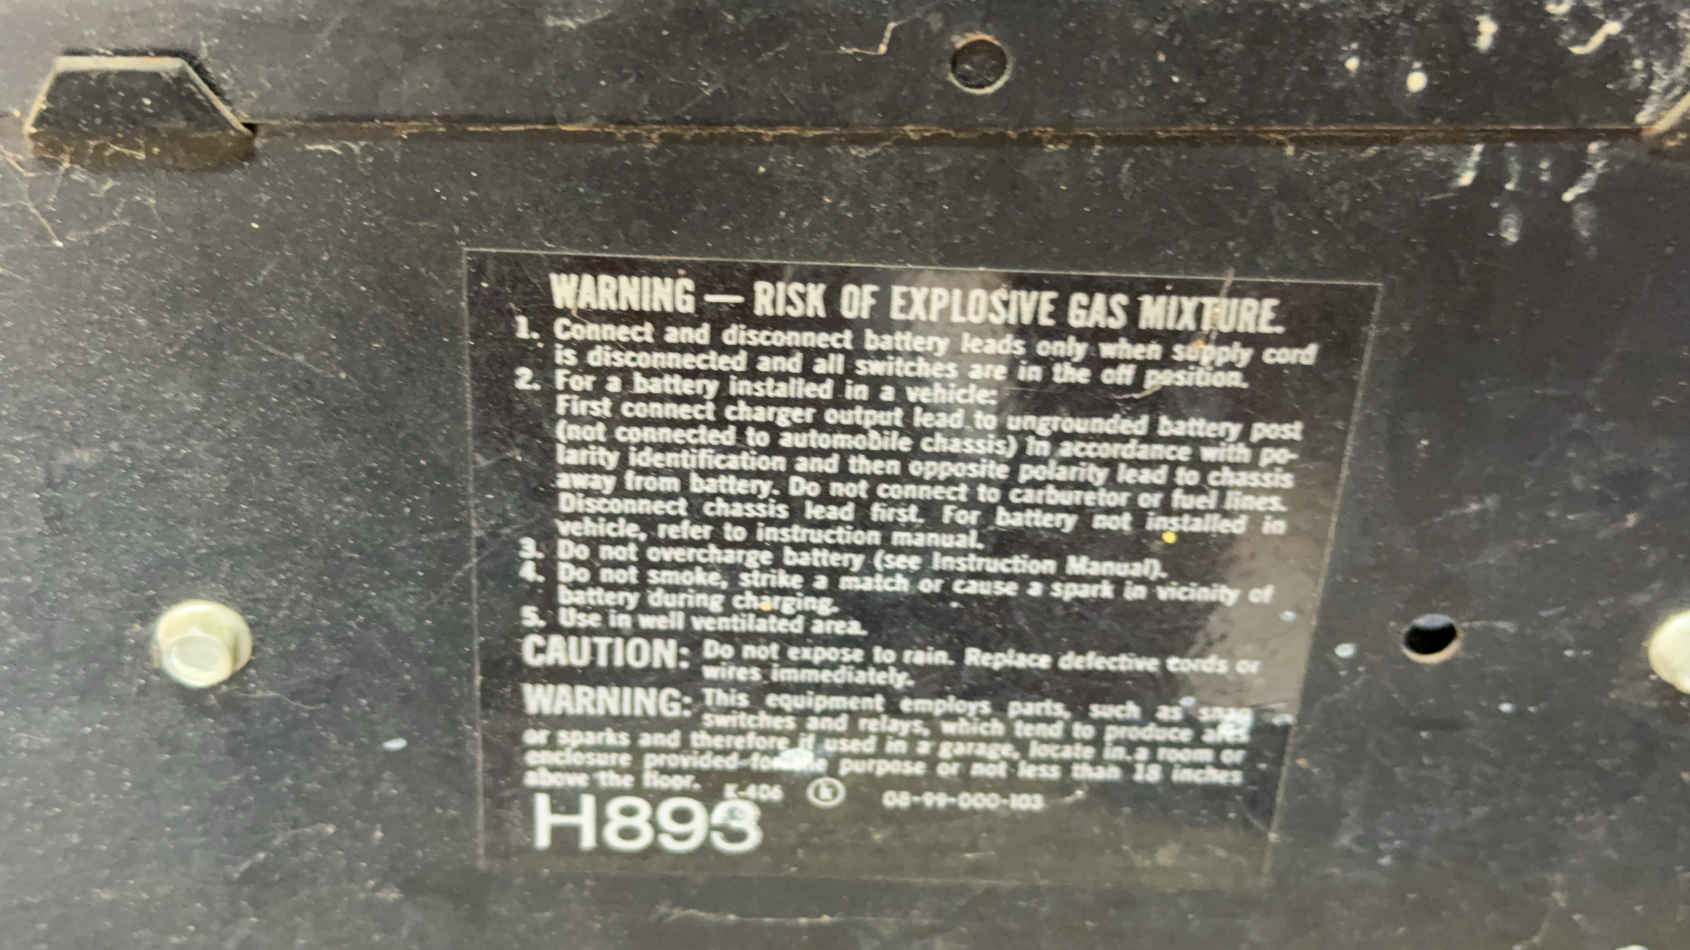 WARNING — RISK OF EXPLOSIVE GAS MIXTURE.
1. Connect and disconnect battery leads only when supply cord
is disconnected and all switches are in the off position.
2. For a battery installed in a vehicle:
First connect charger output lead to ungrounded battery post
(not connected to automobile chassis) in accordance with po-
larity identification and then opposite polarity lead to chassis
away from battery. Do not connect to carburetor or fuel lines.
Disconnect chassis lead first. For battery not installed in
vehicle, refer to instruction manual.
3. Do not overcharge battery (see Instruction Manual).
4. Do not smoke, strike a match or cause a spark in vicinity of
battery during charging.
5. Use in well ventilated area.
CAUTION: Do not expose to rain. Replace defective cords or
wires immediately.
WARNING: This equipment employs parts, such as snap
switches and relays, which tend to produce arcs
or sparks and therefore if used in a garage, locate in a room or
enclosure provided for the purpose or not less than 18 inches
above the floor. K-406 k 08-99-000-103
H893